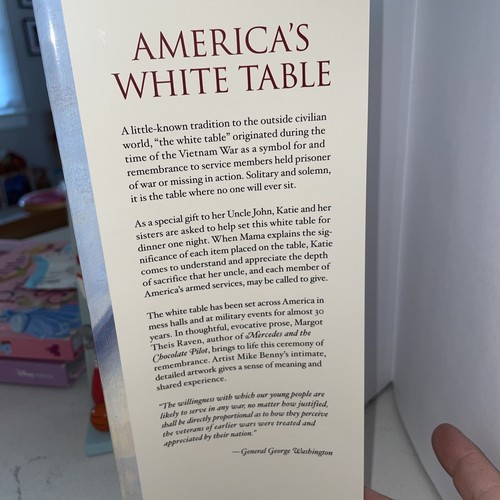 AMERICA'S
WHITE TABLE
A little-known tradition to the outside civilian
world, "the white table" originated during the
time of the Vietnam War as a symbol for and
remembrance to service members held prisoner
of war or missing in action. Solitary and solemn,
it is the table where no one will ever sit.
As a special gift to her Uncle John, Katie and her
sisters are asked to help set this white table for
dinner one night. When Mama explains the sig-
nificance of each item placed on the table, Katie
comes to understand and appreciate the depth
of sacrifice that her uncle, and each member of
America's armed services, may be called to give.
The white table has been set across America in
mess halls and at military events for almost 30
years. In thoughtful, evocative prose, Margot
Theis Raven, author of Mercedes and the
Chocolate Pilot, brings to life this ceremony of
remembrance. Artist Mike Benny's intimate,
detailed artwork gives a sense of meaning and
shared experience.
"The willingness with which our young people are
likely to serve in any war, no matter how justified,
shall be directly proportional as to how they perceive
the veterans of earlier wars were treated and
appreciated by their nation."
—General George Washington